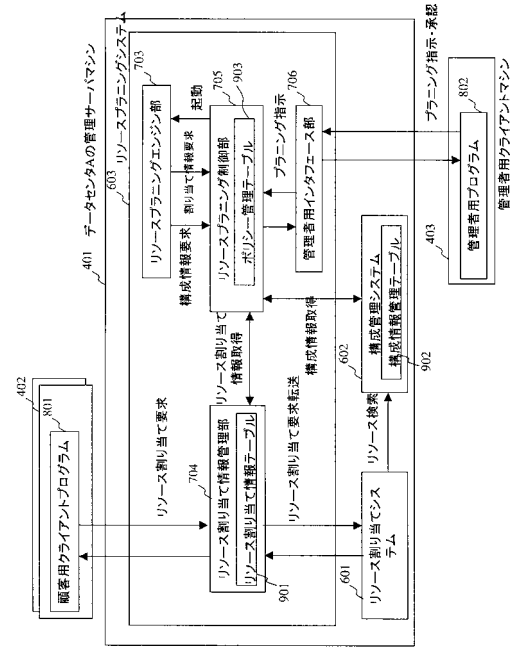 402
801
顧客用クライアントプログラム
401
データセンタAの管理サーバマシン
603
リソースプラニングシステム
リソース割り当て要求
704
リソース割り当て情報管理部
リソース割り当て情報テーブル
901
リソース割り当て
情報取得
703
リソースプラニングエンジン部
構成情報要求
割り当て情報要求
起動
705
リソースプラニング制御部
903
ポリシー管理テーブル
プラニング指示
706
管理者用インタフェース部
リソース割り当て要求転送
構成情報取得
601
リソース割り当てシス
テム
リソース検索
602
構成管理システム
構成情報管理テーブル
902
プラニング指示・承認
403
802
管理者用プログラム
管理者用クライアントマシン